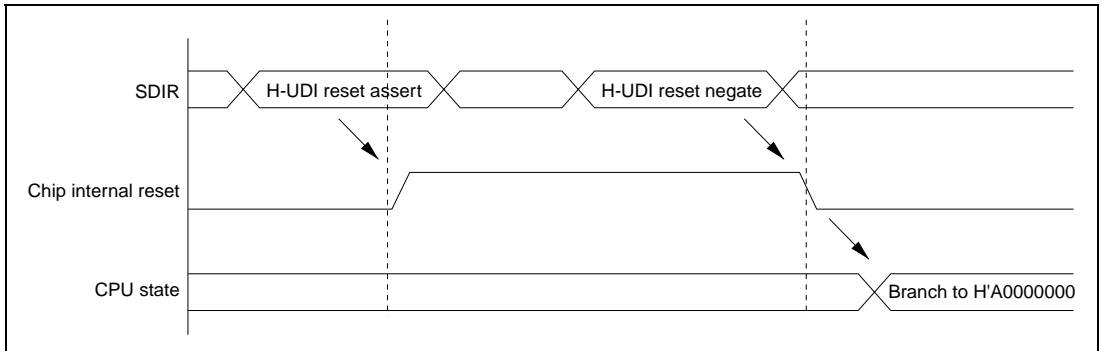 SDIR
H-UDI reset assert
H-UDI reset negate
Chip internal reset
CPU state
Branch to H'A0000000